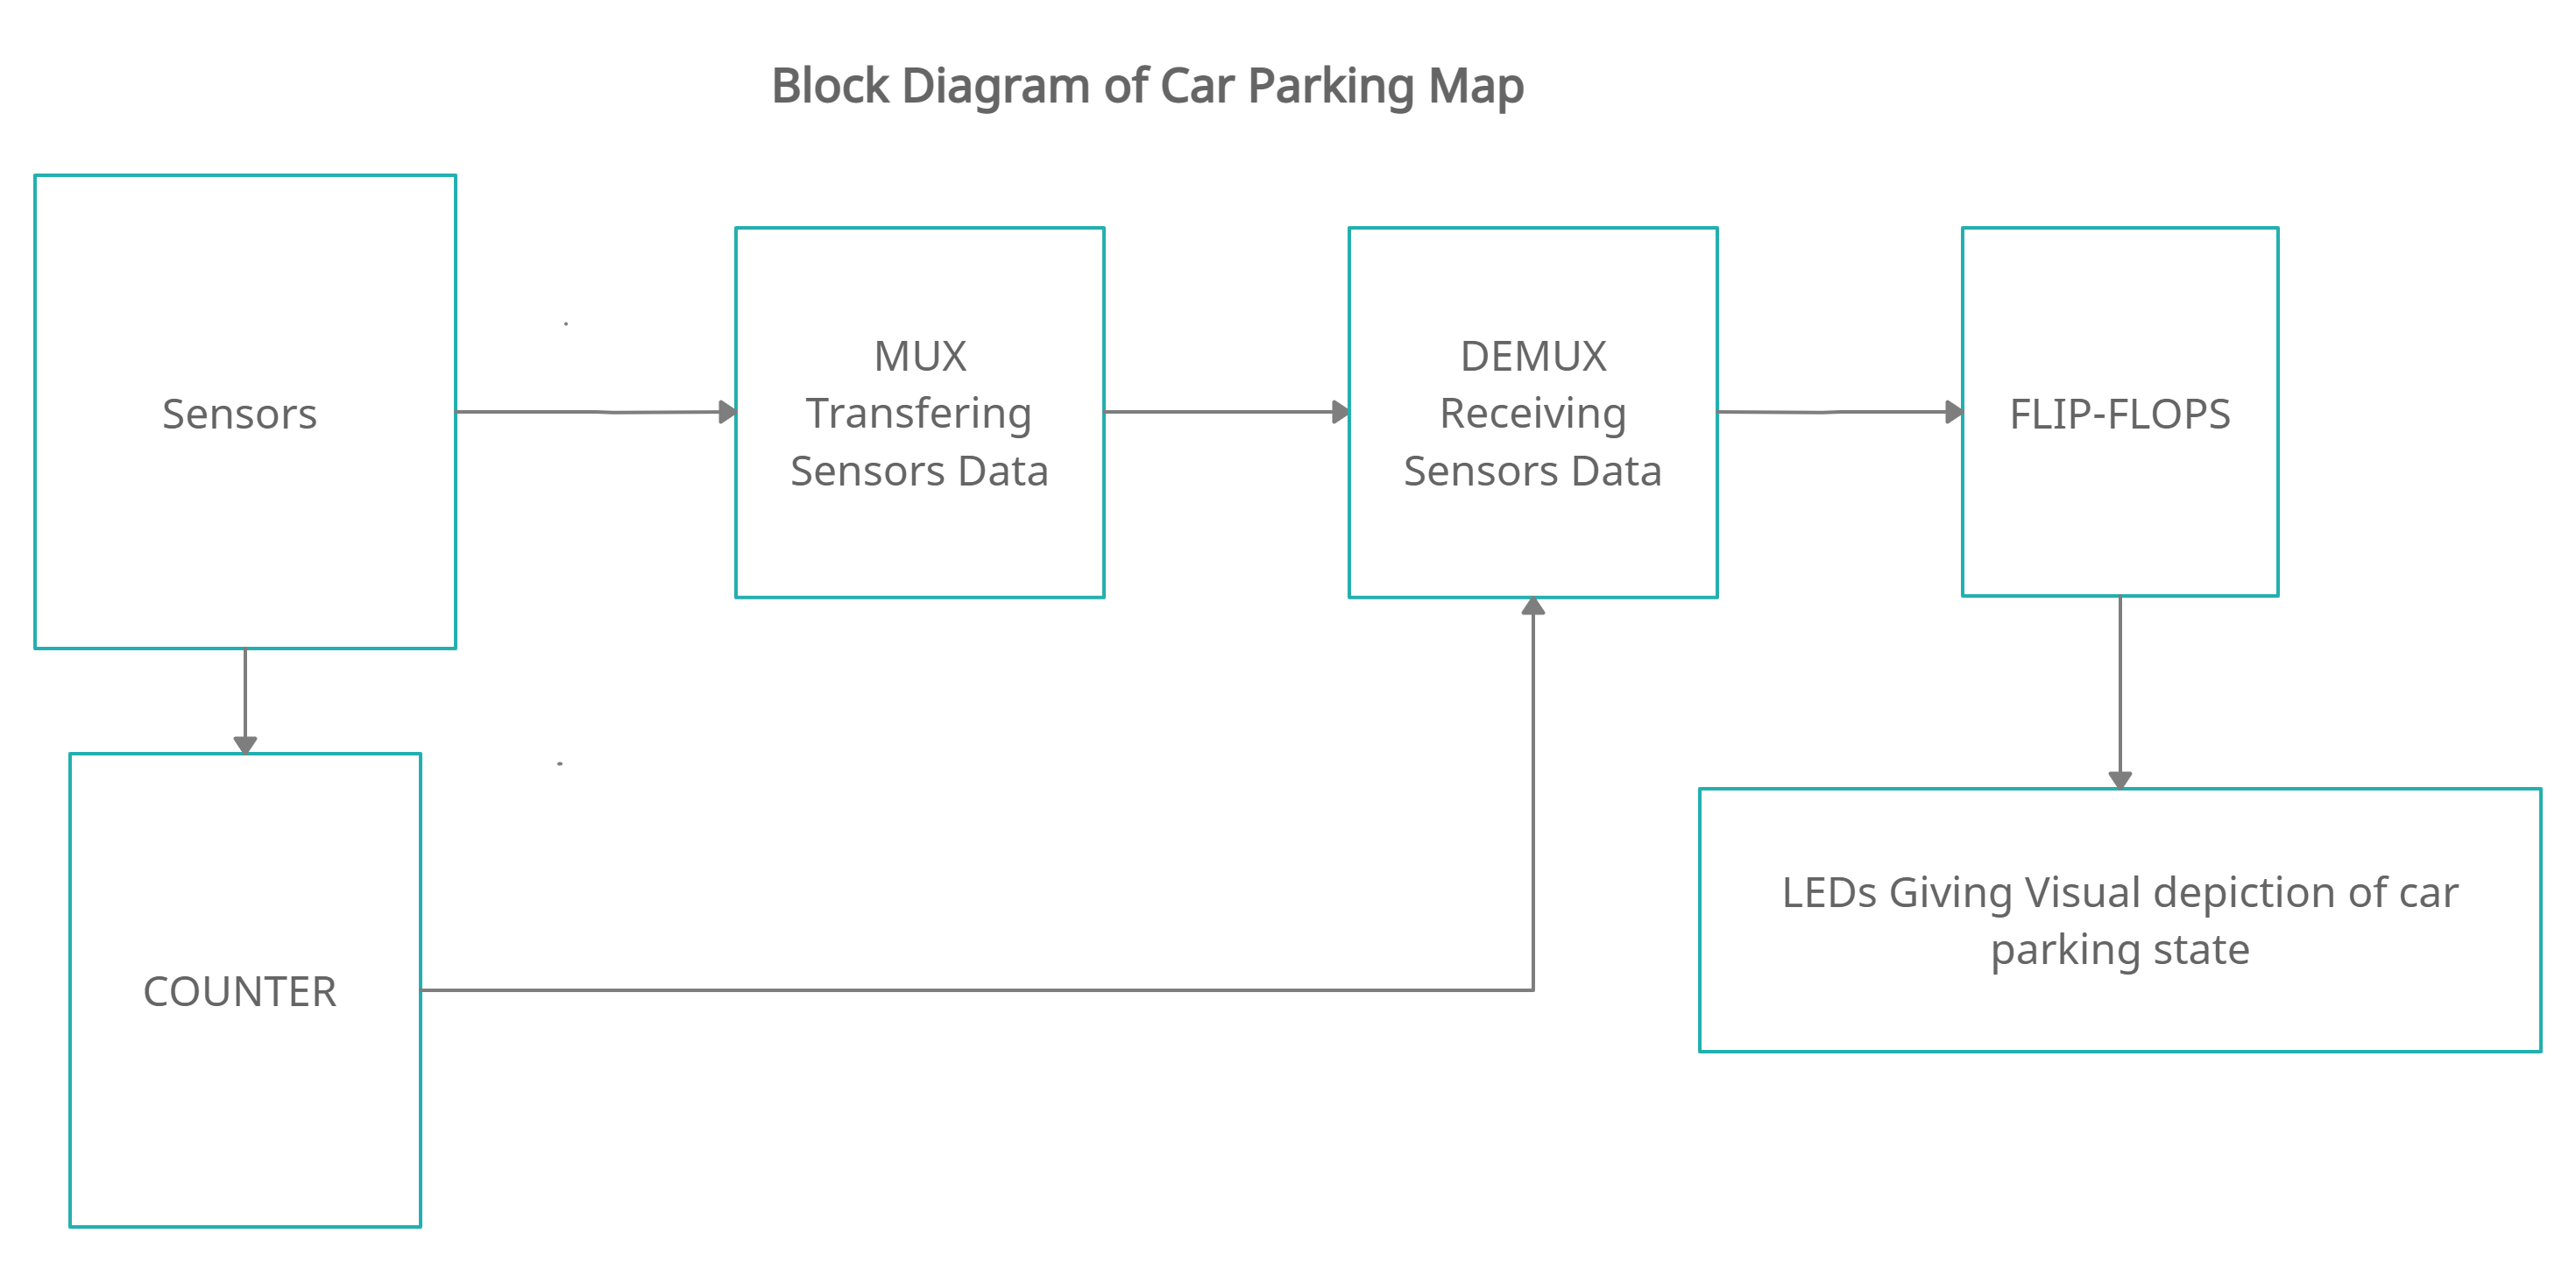 Block Diagram of Car Parking Map
Sensors
MUX
Transfering
Sensors Data
DEMUX
Receiving
Sensors Data
FLIP-FLOPS
COUNTER
LEDs Giving Visual depiction of car
parking state